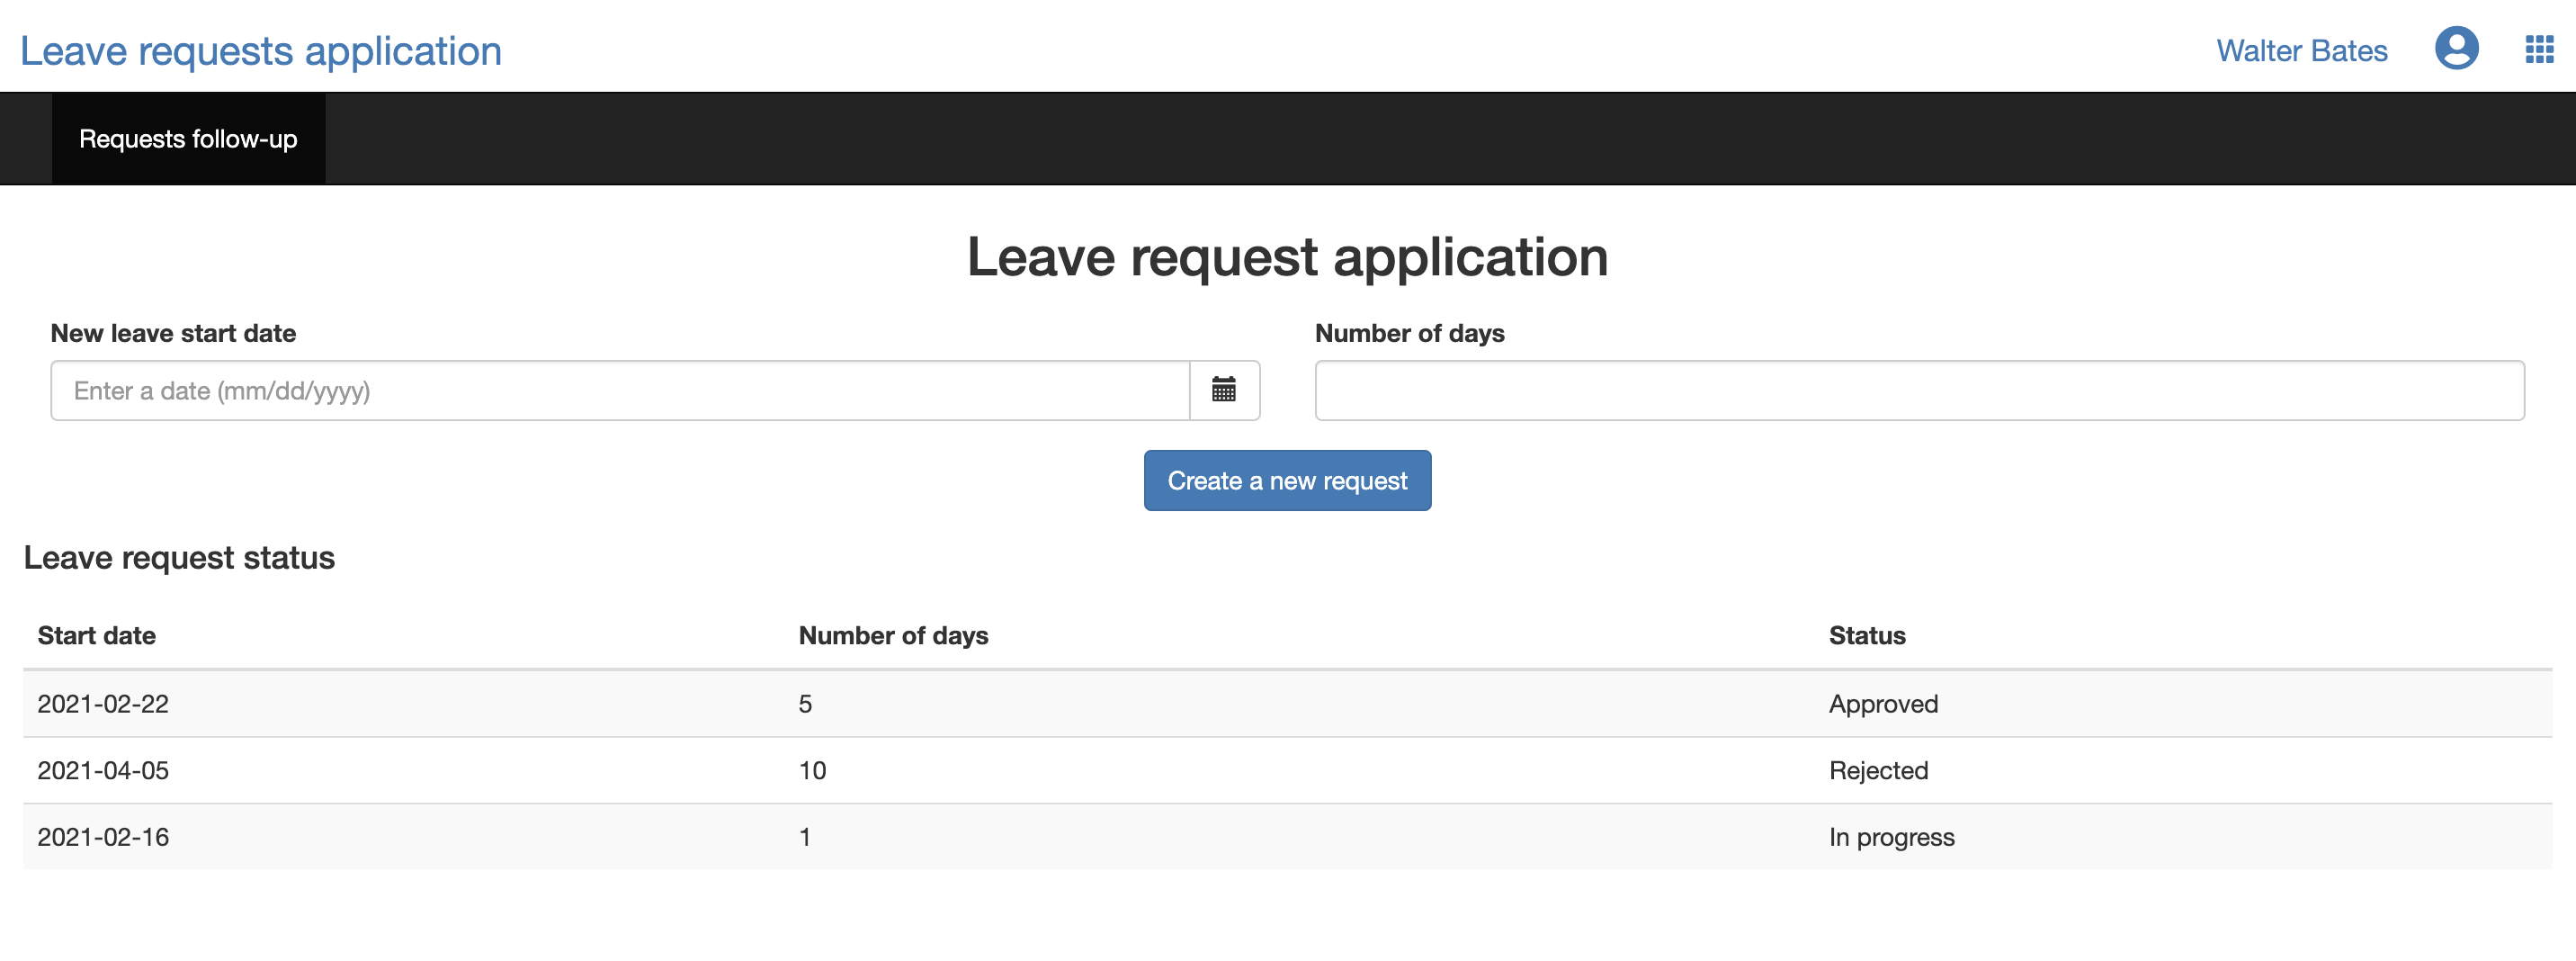 Leave requests application
Walter Bates
Requests follow-up
Leave request application
New leave start date
Number of days
Enter a date (mm/dd/yyyy)
Create a new request
Leave request status
Start date Number of days Status
2021-02-22 5 Approved
2021-04-05 10 Rejected
2021-02-16 1 In progress